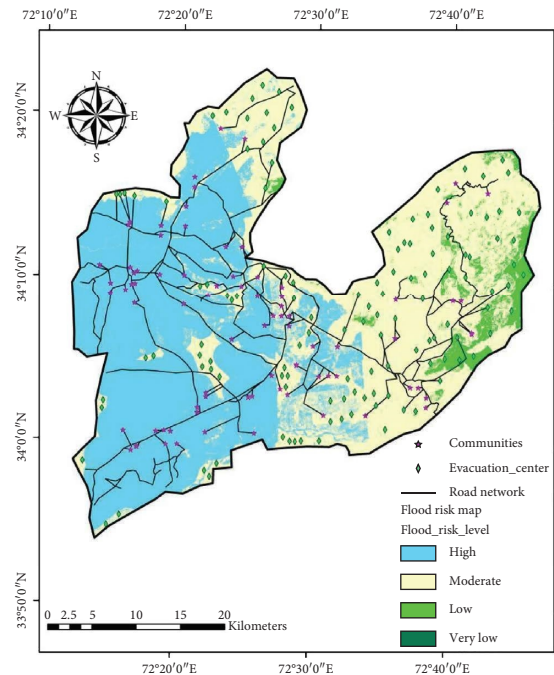 72°10′0″E 72°20′0″E 72°30′0″E 72°40′0″E
34°20′0″N
34°10′0″N
34°0′0″N
33°50′0″N
N
W E
S
Communities
Evacuation_center
Road network
Flood risk map
Flood_risk_level
High
Moderate
Low
Very low
0 2.5 5 10 15 20
Kilometers
72°20′0″E 72°30′0″E 72°40′0″E